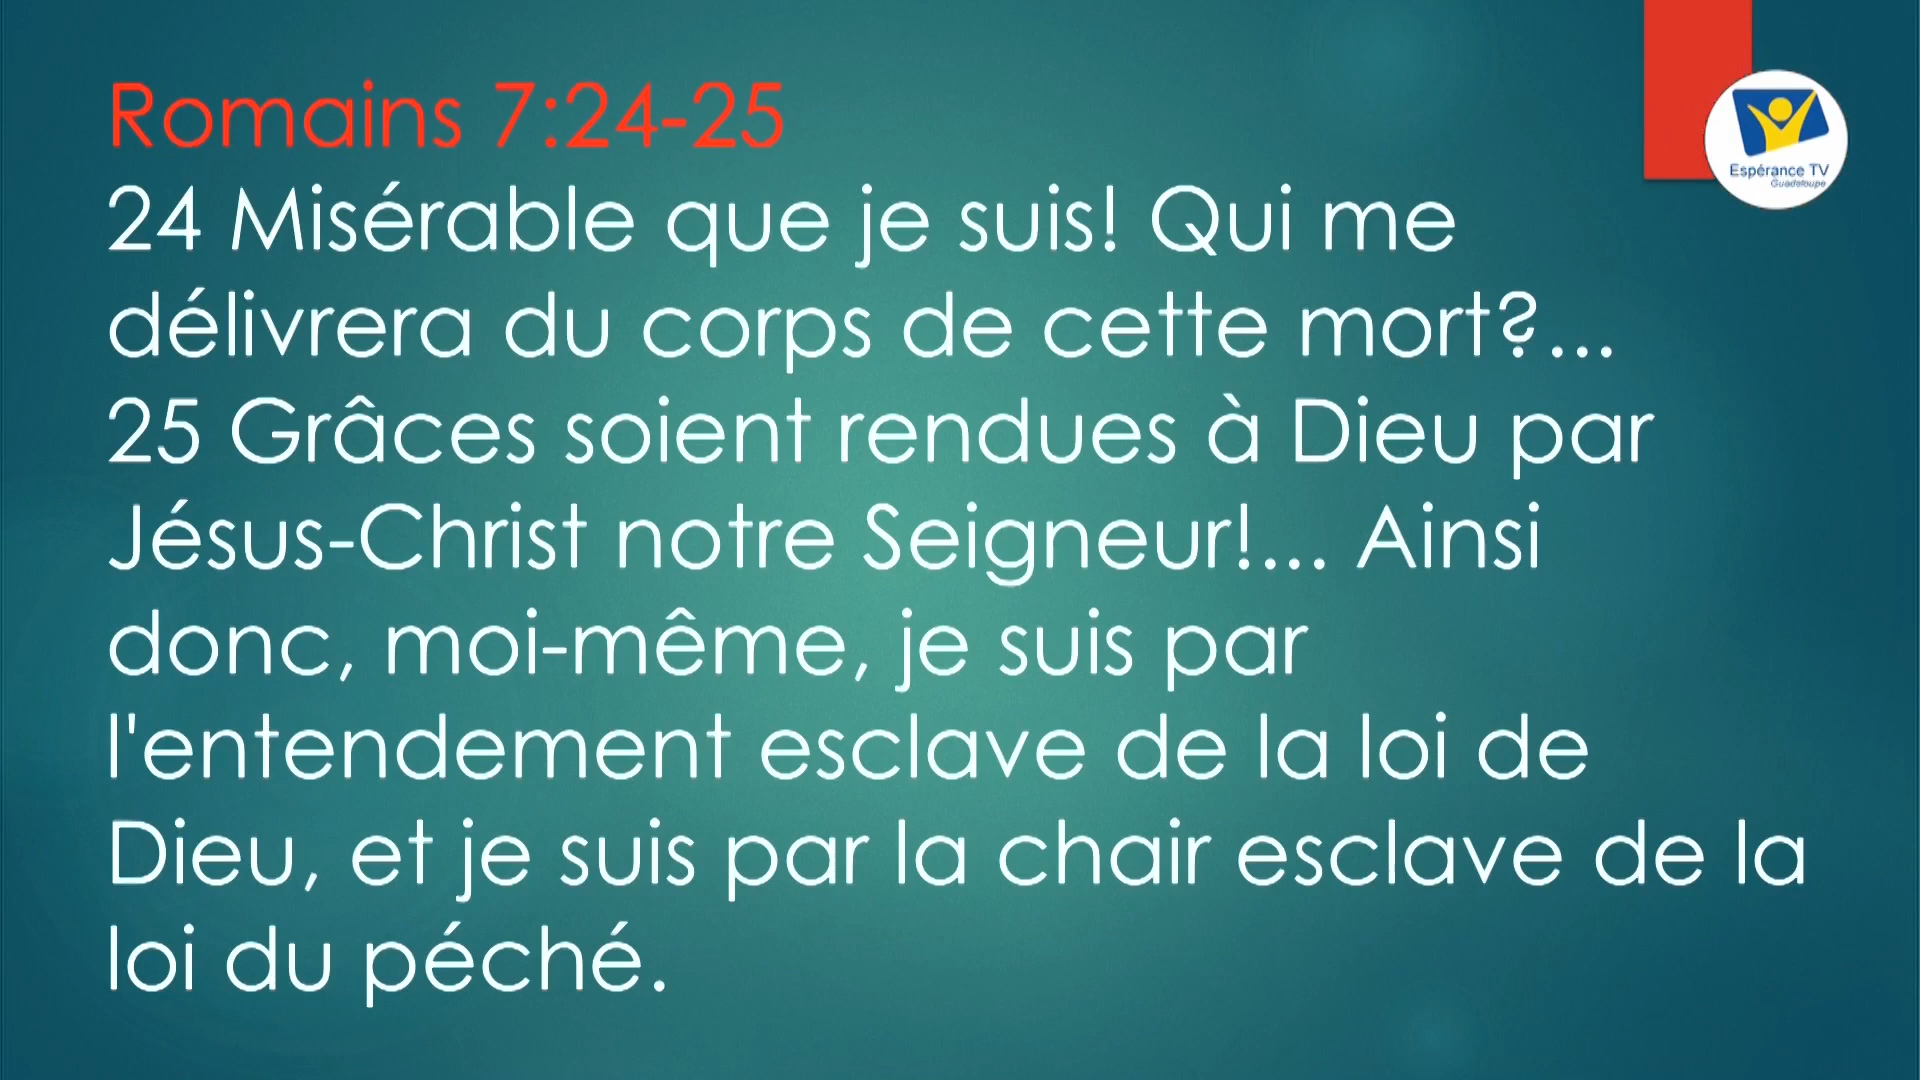 Romains 7:24-25
24 Misérable que je suis! Qui me
délivrera du corps de cette mort?...
25 Grâces soient rendues à Dieu par
Jésus-Christ notre Seigneur!... Ainsi
donc, moi-même, je suis par
l'entendement esclave de la loi de
Dieu, et je suis par la chair esclave de la
loi du péché.
Espérance TV
Guadeloupe